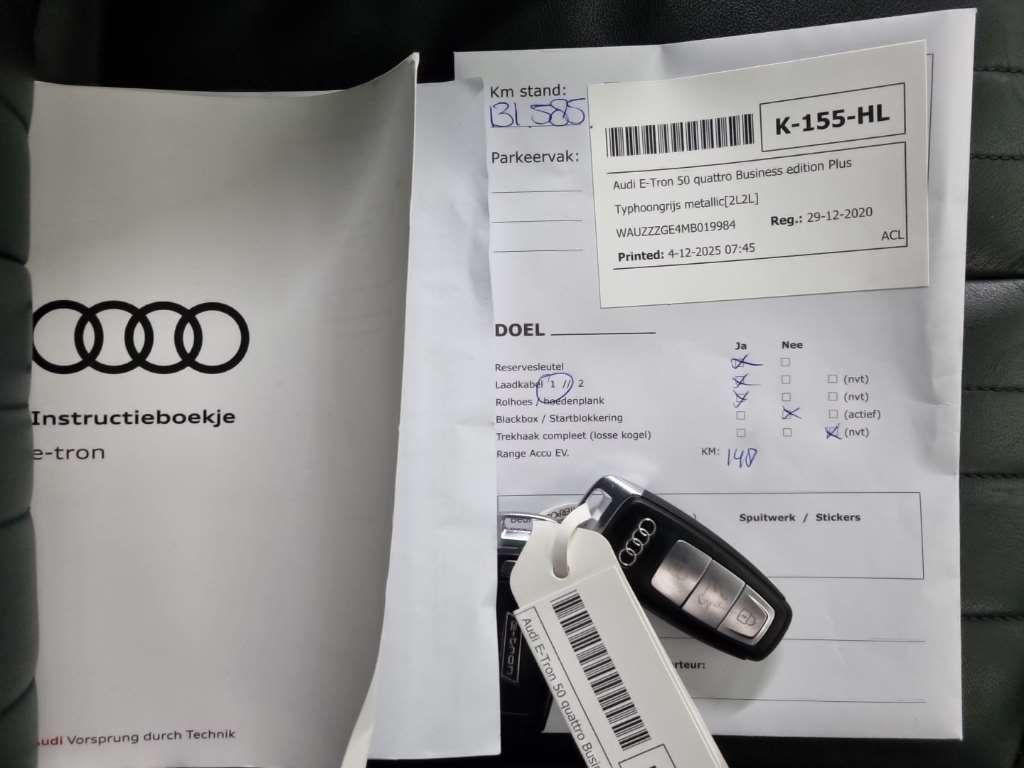 Instructieboekje
e-tron
Audi Vorsprung durch Technik
Km stand:
131.585
Parkeervak:
K-155-HL
Audi E-Tron 50 quattro Business edition Plus
Typhoongrijs metallic[2L2L]
WAUZZZGE4MB019984 Reg.: 29-12-2020
Printed: 4-12-2025 07:45
ACL
DOEL
Ja Nee
Reservesleutel
Laadkabel 1 // 2 (nvt)
Rolhoes / hoedenplank (nvt)
Blackbox / Startblokkering (actief)
Trekhaak compleet (losse kogel) (nvt)
Range Accu EV. KM: 140
Spuitwerk / Stickers
rteur:
Audi E-Tron 50 quattro Busin